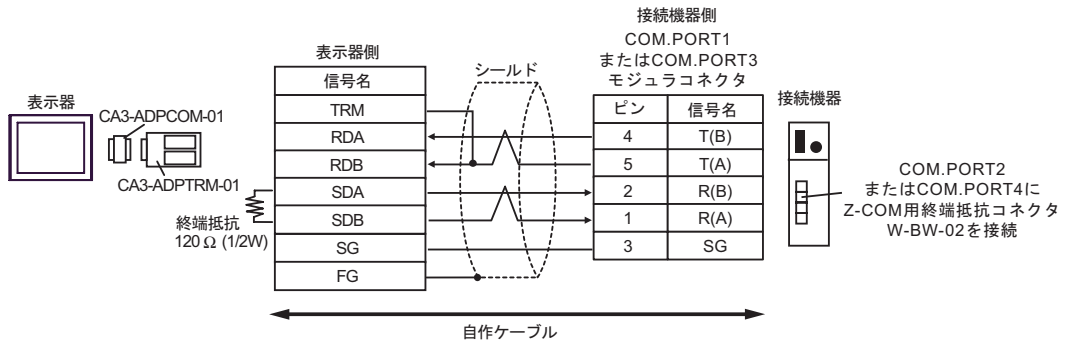 接続機器側
COM.PORT1
またはCOM.PORT3
モジュラコネクタ
表示器側
シールド
信号名
ピン
信号名
表示器
CA3-ADPCOM-01
CA3-ADPTRM-01
接続機器
TRM
RDA
4
T(B)
RDB
5
T(A)
SDA
2
R(B)
SDB
1
R(A)
SG
3
SG
FG
終端抵抗
120Ω (1/2W)
COM.PORT2
またはCOM.PORT4に
Z-COM用終端抵抗コネクタ
W-BW-02を接続
自作ケーブル